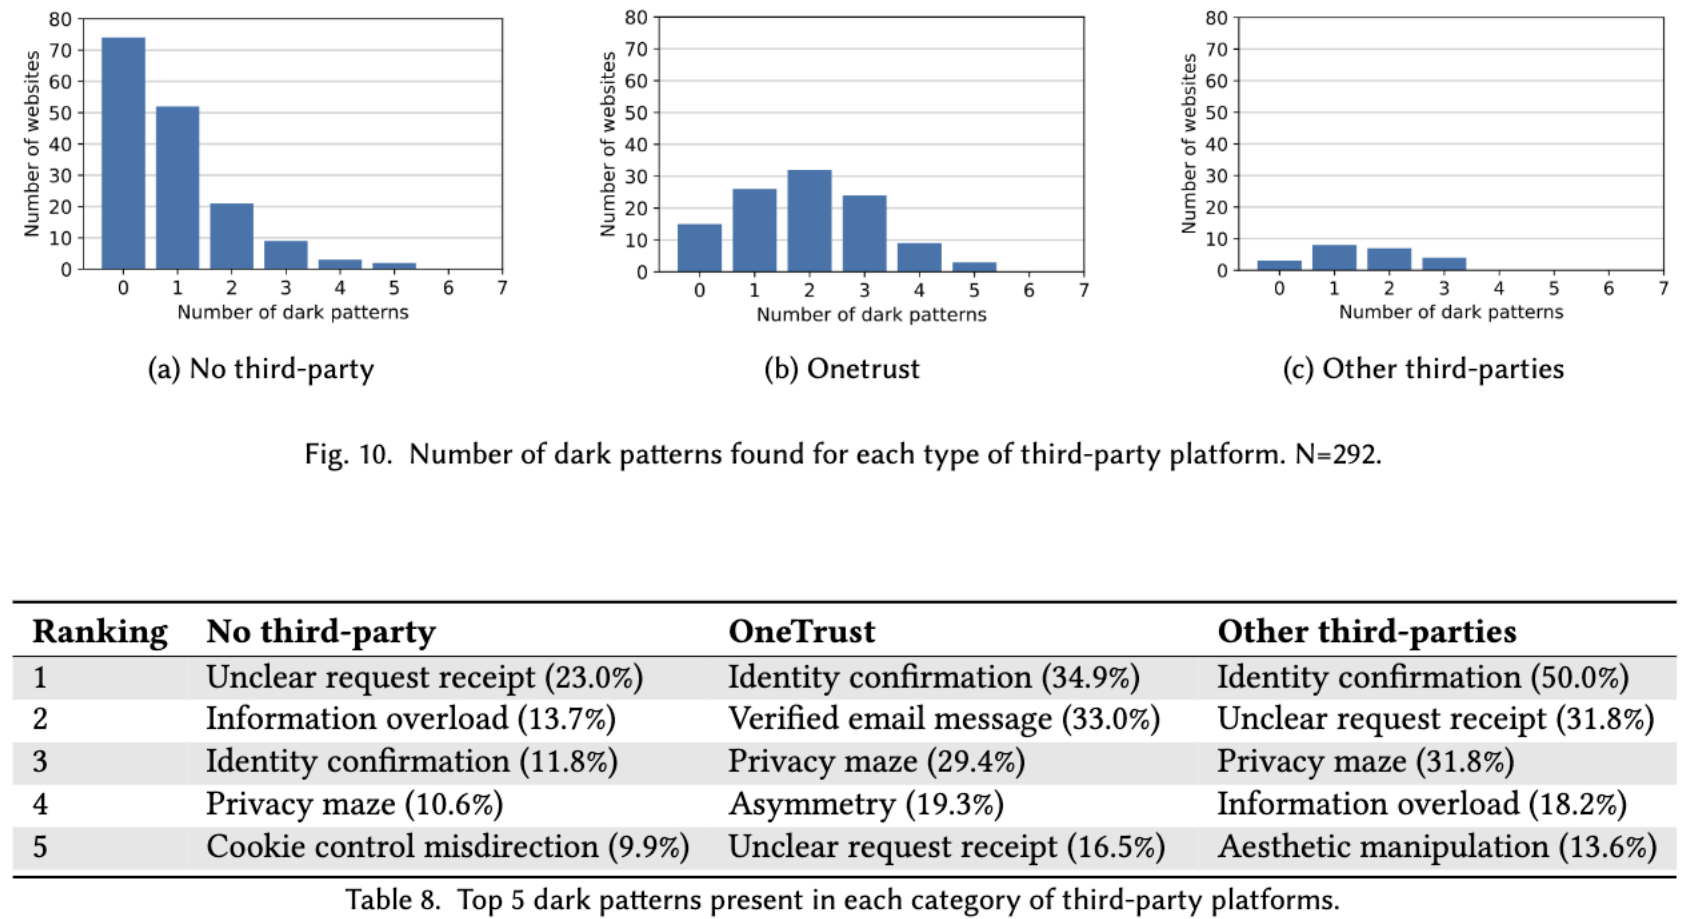 80
70
60
50
40
30
20
10
0
Number of websites
0 1 2 3 4 5 6 7
Number of dark patterns
(a) No third-party
80
70
60
50
40
30
20
10
0
Number of websites
0 1 2 3 4 5 6 7
Number of dark patterns
(b) Onetrust
80
70
60
50
40
30
20
10
0
Number of websites
0 1 2 3 4 5 6 7
Number of dark patterns
(c) Other third-parties
Fig. 10. Number of dark patterns found for each type of third-party platform. N=292.
Ranking No third-party OneTrust Other third-parties
1 Unclear request receipt (23.0%) Identity confirmation (34.9%) Identity confirmation (50.0%)
2 Information overload (13.7%) Verified email message (33.0%) Unclear request receipt (31.8%)
3 Identity confirmation (11.8%) Privacy maze (29.4%) Privacy maze (31.8%)
4 Privacy maze (10.6%) Asymmetry (19.3%) Information overload (18.2%)
5 Cookie control misdirection (9.9%) Unclear request receipt (16.5%) Aesthetic manipulation (13.6%)
Table 8. Top 5 dark patterns present in each category of third-party platforms.